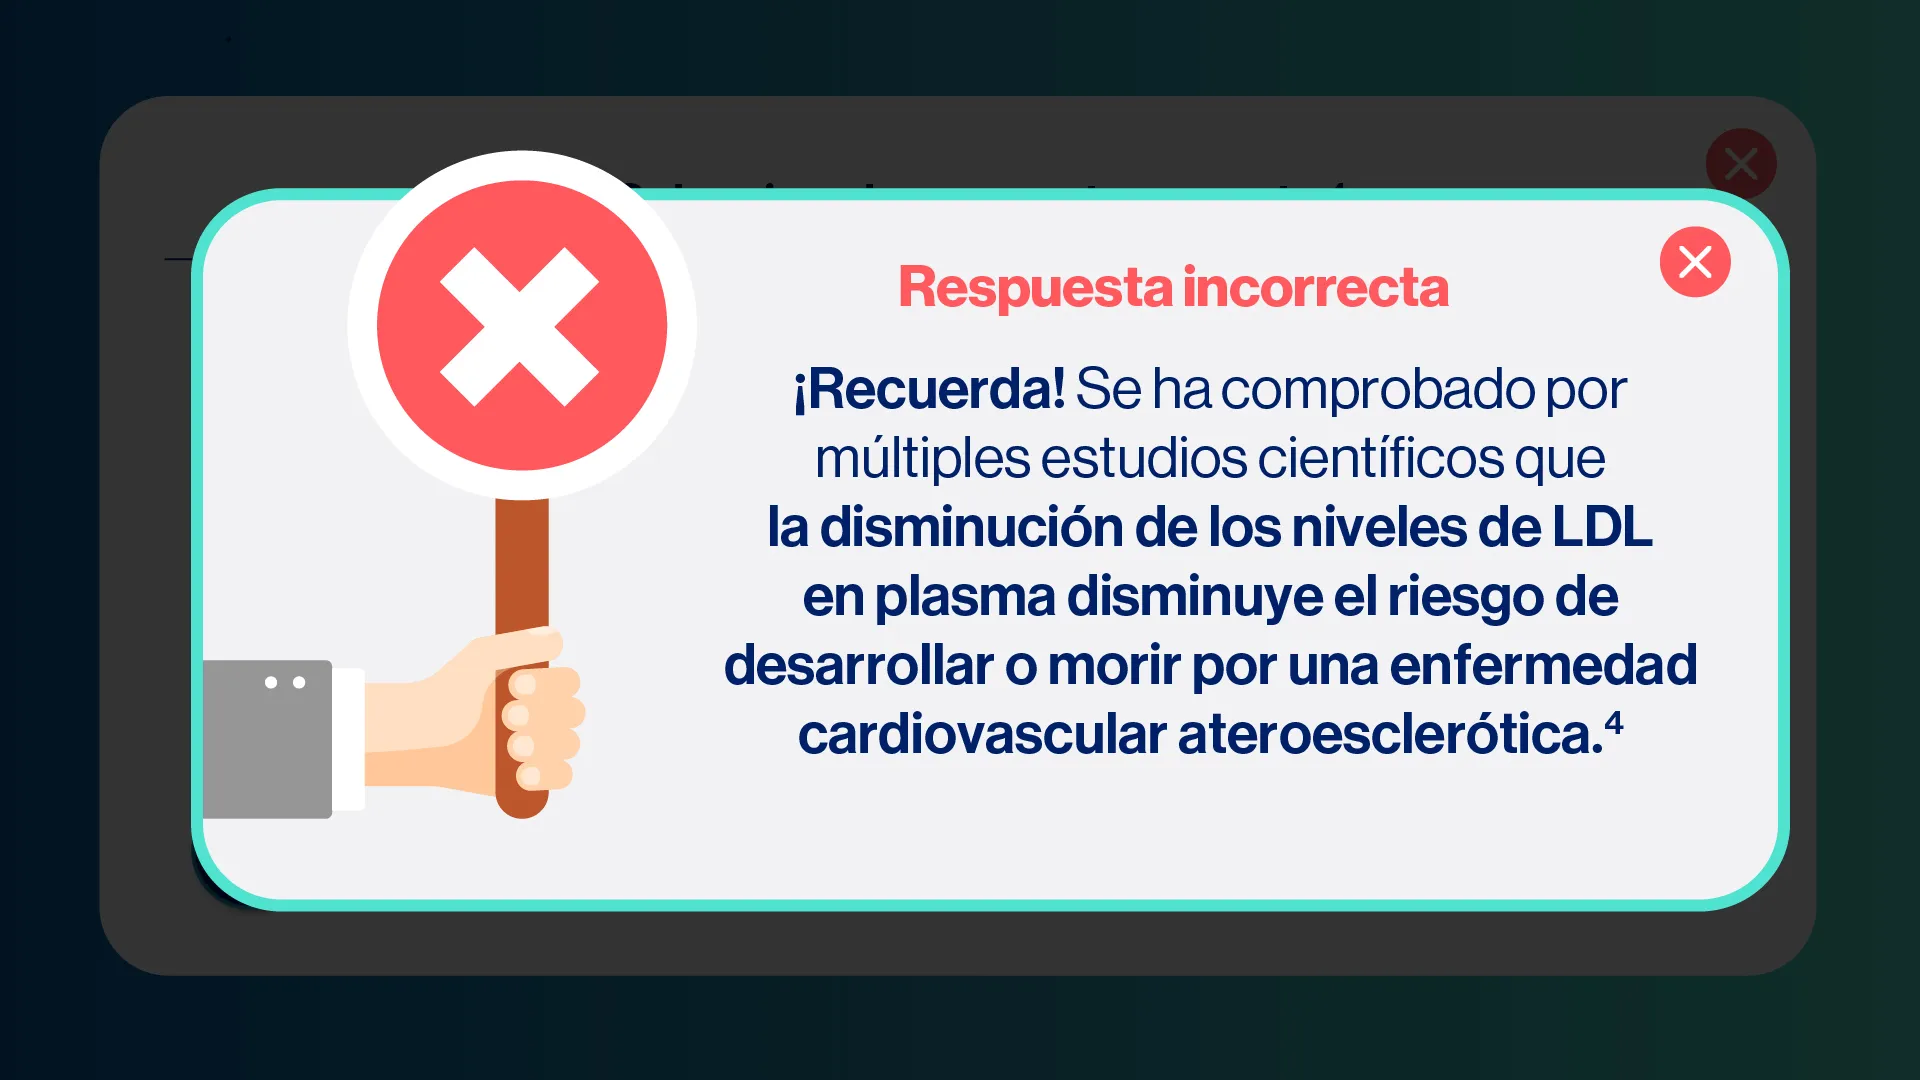 Respuesta incorrecta
¡Recuerda! Se ha comprobado por
múltiples estudios científicos que
la disminución de los niveles de LDL
en plasma disminuye el riesgo de
desarrollar o morir por una enfermedad
cardiovascular ateroesclerótica.⁴